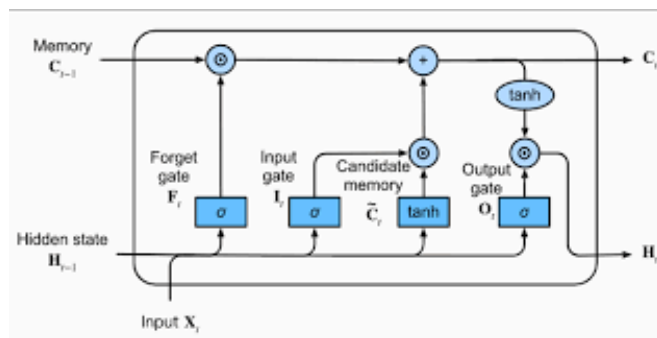 Memory
C_{t-1}
C_t
tanh
Forget
gate
F_t
Input
gate
I_t
Candidate
memory
C̃_t
Output
gate
O_t
σ
σ
tanh
σ
Hidden state
H_{t-1}
H_t
Input X_t